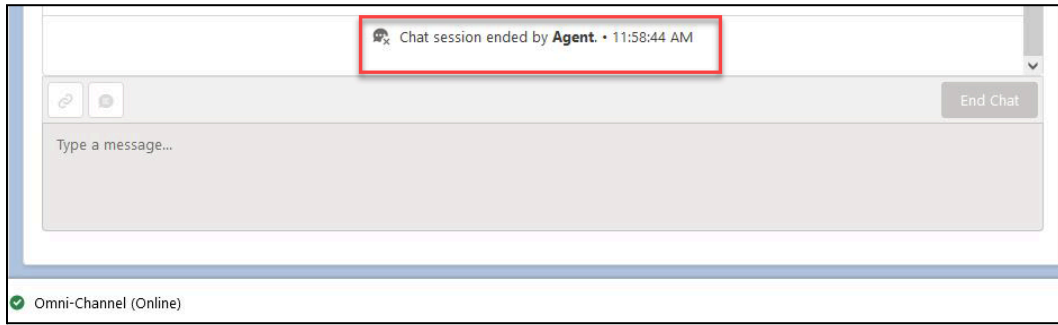 Chat session ended by Agent. • 11:58:44 AM
End Chat
Type a message...
Omni-Channel (Online)